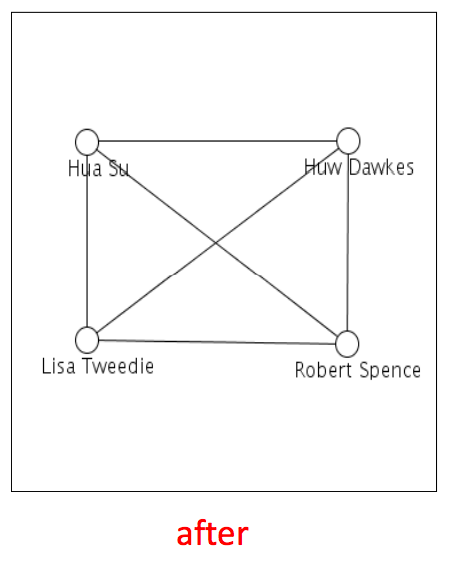 Hua Su
Huw Dawkes
Lisa Tweedie
Robert Spence
after